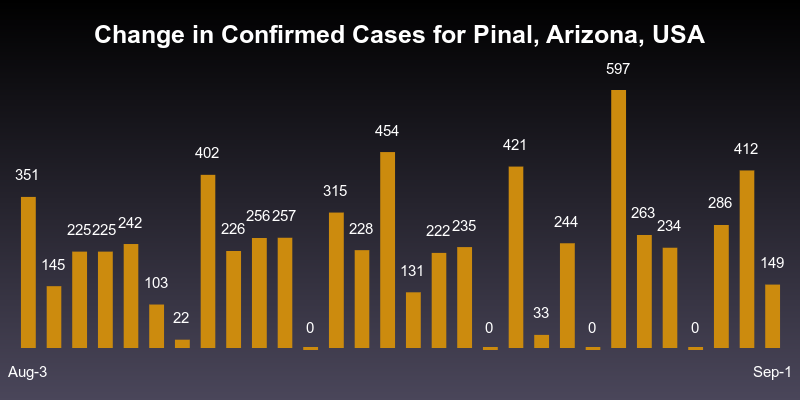 Change in Confirmed Cases for Pinal, Arizona, USA
351 145 225 225 242 103 22 402 226 256 257 0 315 228 454 131 222 235 0 421 33 244 0 597 263 234 0 286 412 149
Aug-3 Sep-1